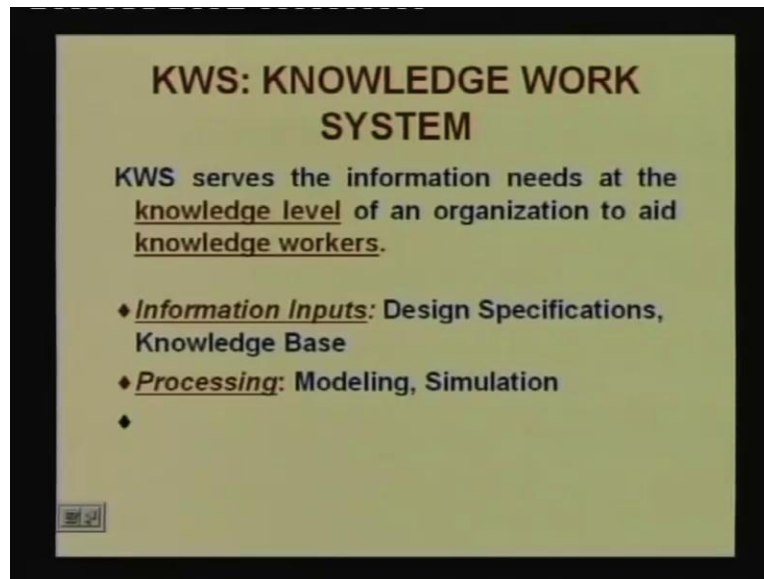 KWS: KNOWLEDGE WORK
SYSTEM
KWS serves the information needs at the
knowledge level of an organization to aid
knowledge workers.
♦Information Inputs: Design Specifications,
Knowledge Base
♦Processing: Modeling, Simulation
♦